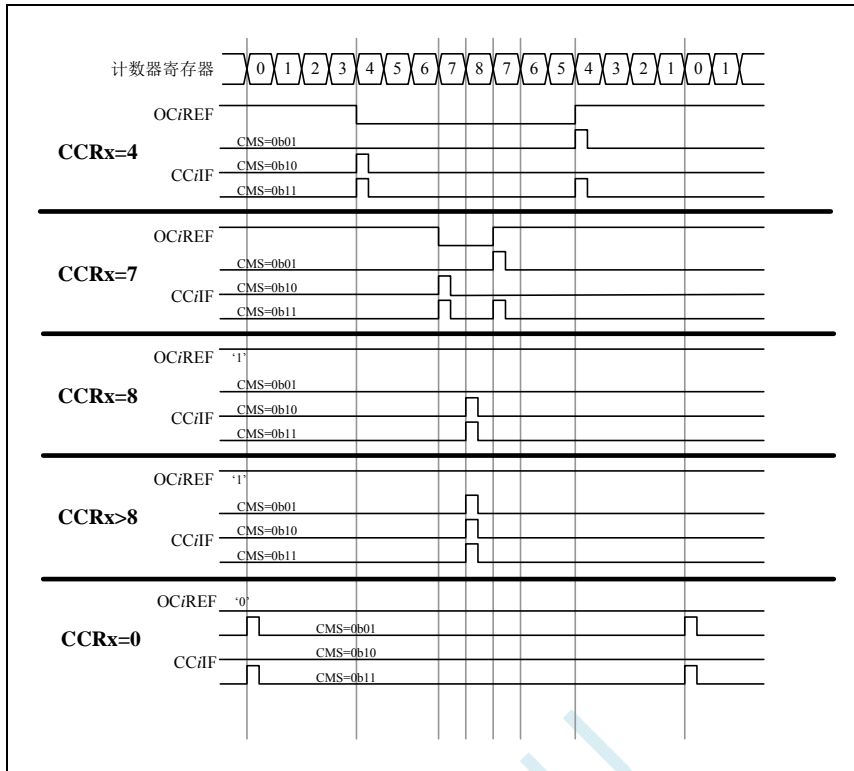 计数器寄存器 0 1 2 3 4 5 6 7 8 7 6 5 4 3 2 1 0 1
OCiREF
CCRx=4
CMS=0b01
CCiIF
CMS=0b10
CMS=0b11
OCiREF
CCRx=7
CMS=0b01
CCiIF
CMS=0b10
CMS=0b11
OCiREF ‘1’
CCRx=8
CMS=0b01
CCiIF
CMS=0b10
CMS=0b11
OCiREF ‘1’
CCRx>8
CMS=0b01
CCiIF
CMS=0b10
CMS=0b11
OCiREF ‘0’
CCRx=0
CMS=0b01
CCiIF
CMS=0b10
CMS=0b11